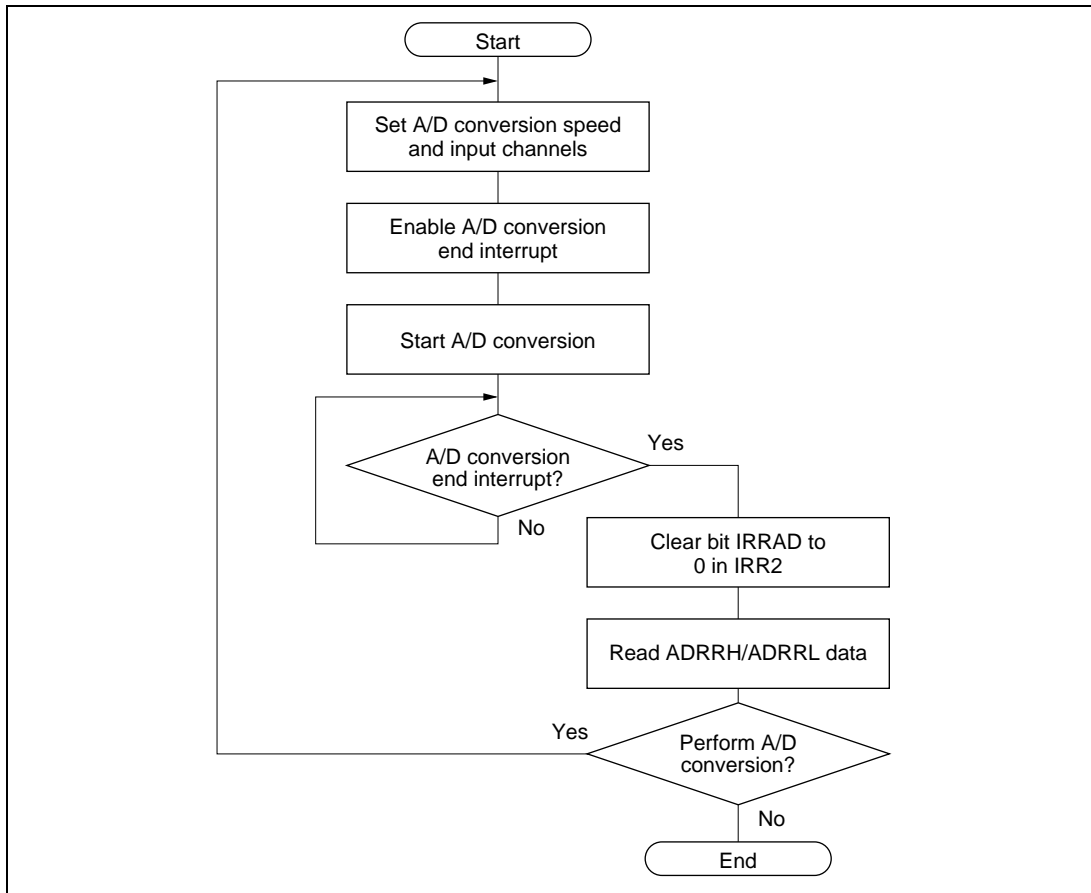 Start
Set A/D conversion speed
and input channels
Enable A/D conversion
end interrupt
Start A/D conversion
A/D conversion
end interrupt?
Yes
No
Clear bit IRRAD to
0 in IRR2
Read ADRRH/ADRRL data
Yes
Perform A/D
conversion?
No
End